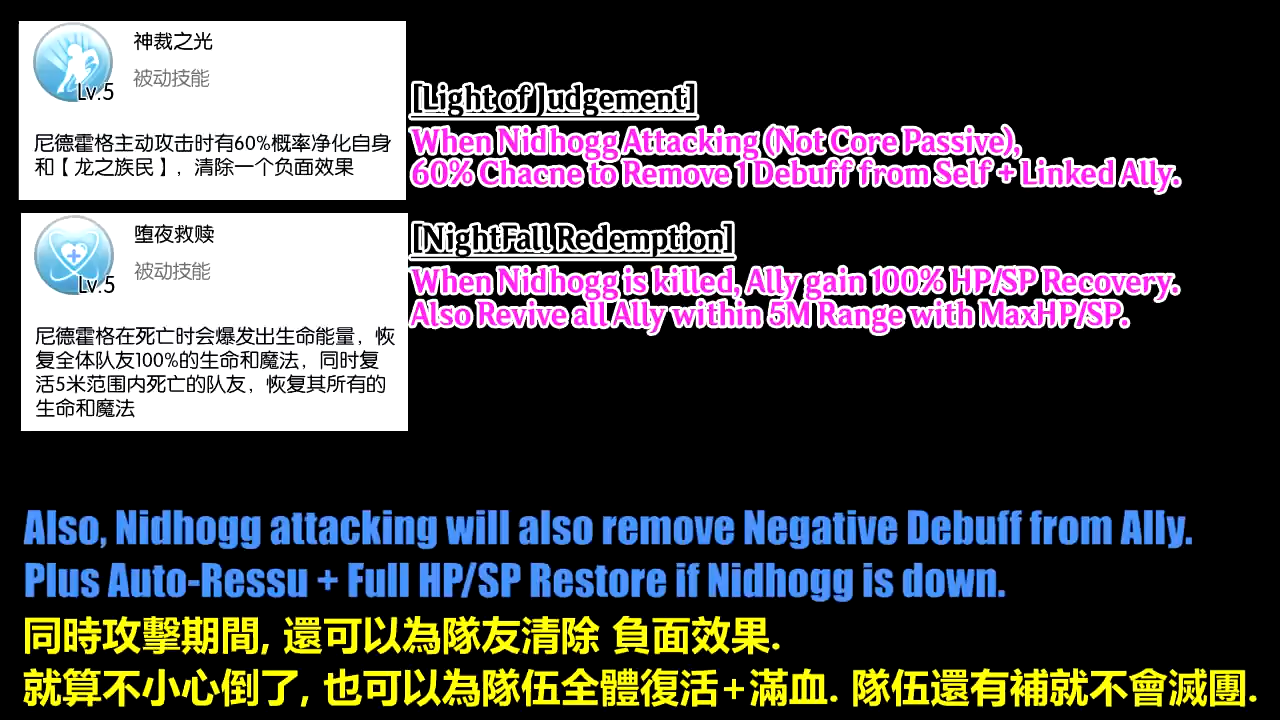 神裁之光
被动技能
Lv.5
尼德霍格主动攻击时有60%概率净化自身
和【龙之族民】，清除一个负面效果
[Light of Judgement]
When Nidhogg Attacking (Not Core Passive),
60% Chacne to Remove 1 Debuff from Self + Linked Ally.
堕夜救赎
被动技能
Lv.5
尼德霍格在死亡时会爆发出生命能量，恢
复全体队友100%的生命和魔法，同时复
活5米范围内死亡的队友，恢复其所有的
生命和魔法
[NightFall Redemption]
When Nidhogg is killed, Ally gain 100% HP/SP Recovery.
Also Revive all Ally within 5M Range with MaxHP/SP.
Also, Nidhogg attacking will also remove Negative Debuff from Ally.
Plus Auto-Ressu + Full HP/SP Restore if Nidhogg is down.
同時攻擊期間, 還可以為隊友清除 負面效果.
就算不小心倒了, 也可以為隊伍全體復活+滿血. 隊伍還有補就不會滅團.